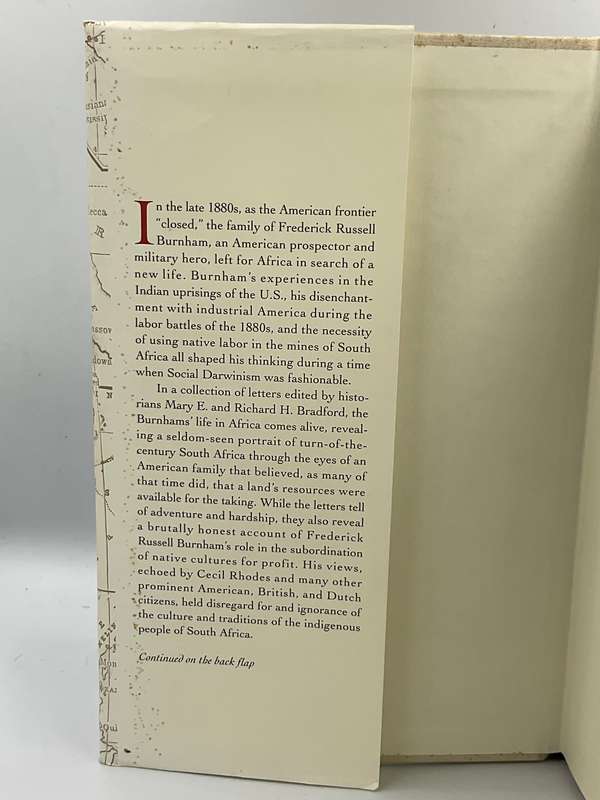 In the late 1880s, as the American frontier
"closed," the family of Frederick Russell
Burnham, an American prospector and
military hero, left for Africa in search of a
new life. Burnham's experiences in the
Indian uprisings of the U.S., his disenchant-
ment with industrial America during the
labor battles of the 1880s, and the necessity
of using native labor in the mines of South
Africa all shaped his thinking during a time
when Social Darwinism was fashionable.
In a collection of letters edited by histo-
rians Mary E. and Richard H. Bradford, the
Burnhams' life in Africa comes alive, reveal-
ing a seldom-seen portrait of turn-of-the-
century South Africa through the eyes of an
American family that believed, as many of
that time did, that a land's resources were
available for the taking. While the letters tell
of adventure and hardship, they also reveal
a brutally honest account of Frederick
Russell Burnham's role in the subordination
of native cultures for profit. His views,
echoed by Cecil Rhodes and many other
prominent American, British, and Dutch
citizens, held disregard for and ignorance of
the culture and traditions of the indigenous
people of South Africa.
Continued on the back flap